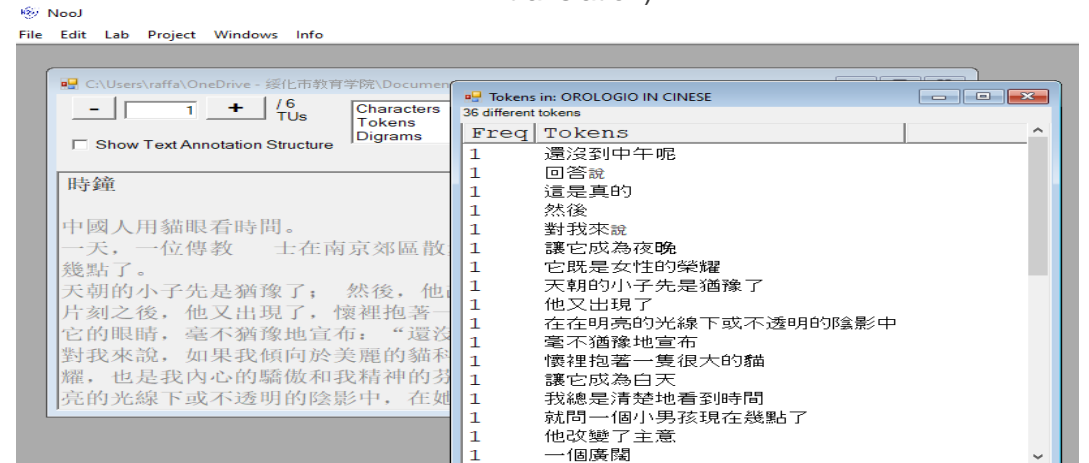 NooJ
File Edit Lab Project Windows Info
C:\Users\raffa\OneDrive - 綏化市教育学院\Documen
- 1 + / 6 TUs
Characters
Tokens
Digrams
Show Text Annotation Structure
時鐘
中國人用貓眼看時間。
一天，一位傳教 士在南京郊區散
幾點了。
天朝的小子先是猶豫了； 然後，他
片刻之後，他又出現了，懷裡抱著一
它的眼睛，毫不猶豫地宣布：“還沒
對我來說，如果我傾向於美麗的貓科
耀，也是我內心的驕傲和我精神的芬
亮的光線下或不透明的陰影中，在她
Tokens in: OROLOGIO IN CINESE
36 different tokens
Freq Tokens
1 還沒到中午呢
1 回答說
1 這是真的
1 然後
1 對我來說
1 讓它成為夜晚
1 它既是女性的榮耀
1 天朝的小子先是猶豫了
1 他又出現了
1 在在明亮的光線下或不透明的陰影中
1 毫不猶豫地宣布
1 懷裡抱著一隻很大的貓
1 讓它成為白天
1 我總是清楚地看到時間
1 就問一個小男孩現在幾點了
1 他改變了主意
1 一個廣闊